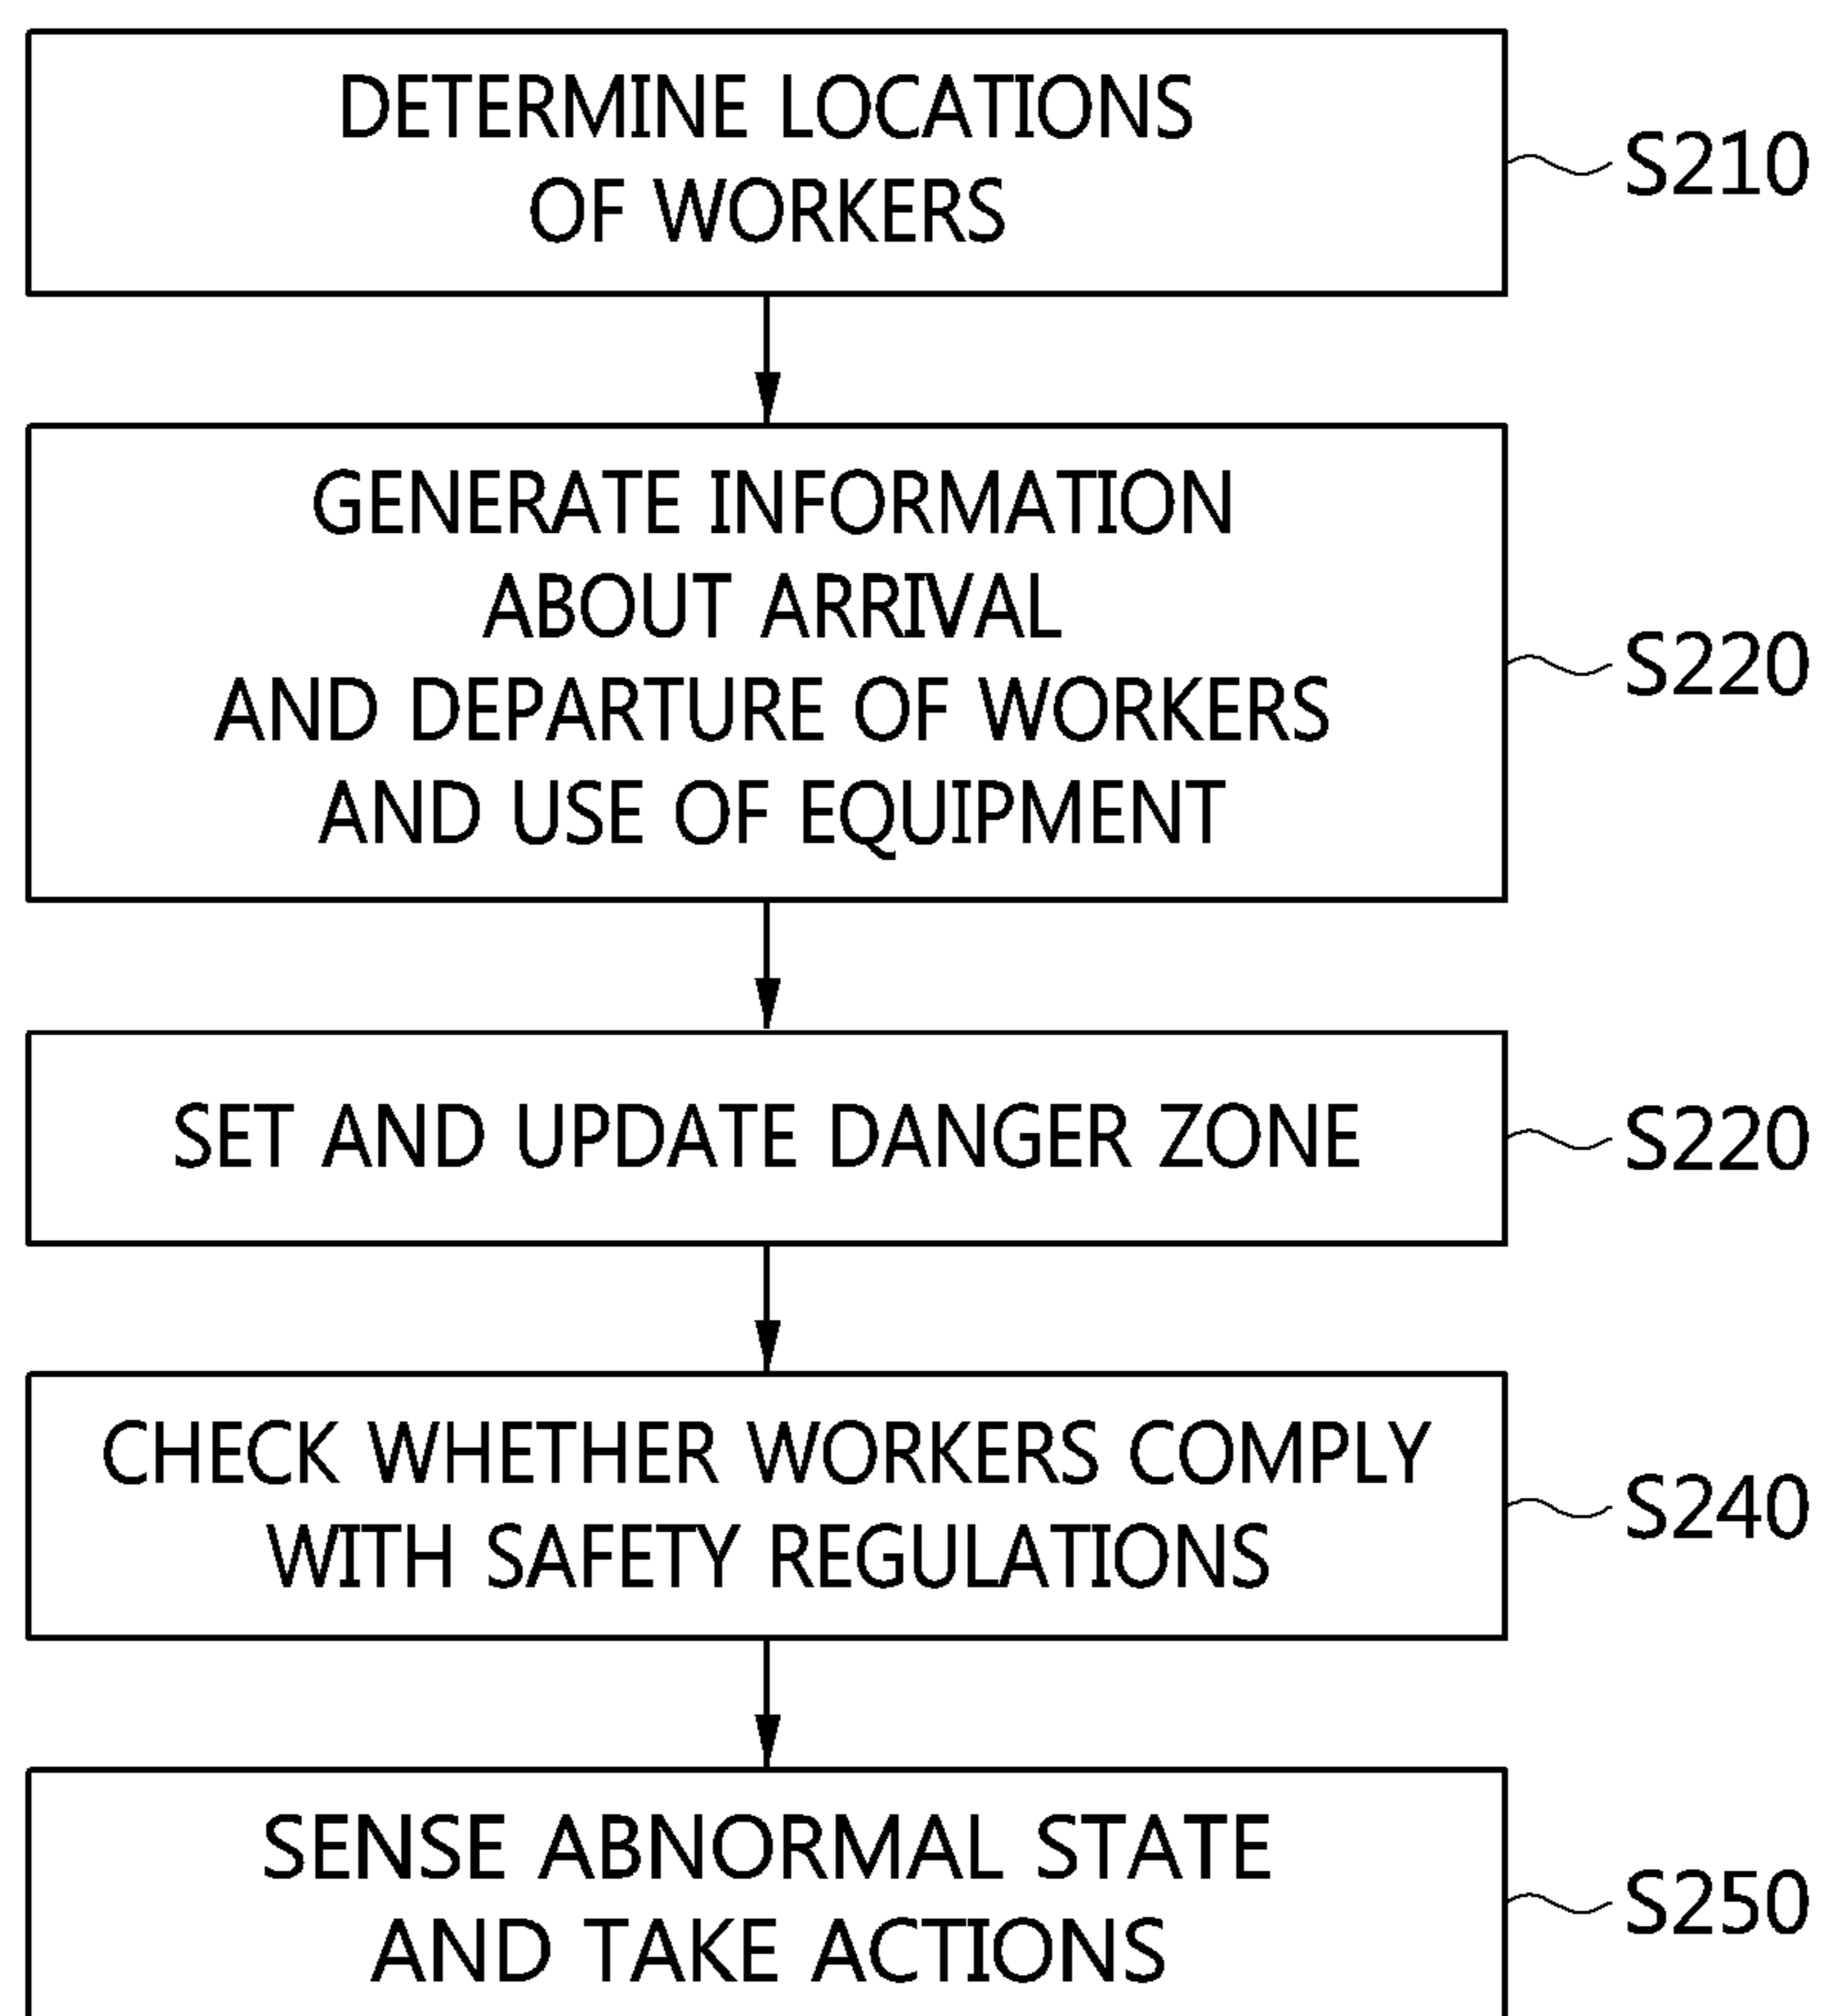 DETERMINE LOCATIONS
OF WORKERS
S210
GENERATE INFORMATION
ABOUT ARRIVAL
AND DEPARTURE OF WORKERS
AND USE OF EQUIPMENT
S220
SET AND UPDATE DANGER ZONE
S220
CHECK WHETHER WORKERS COMPLY
WITH SAFETY REGULATIONS
S240
SENSE ABNORMAL STATE
AND TAKE ACTIONS
S250